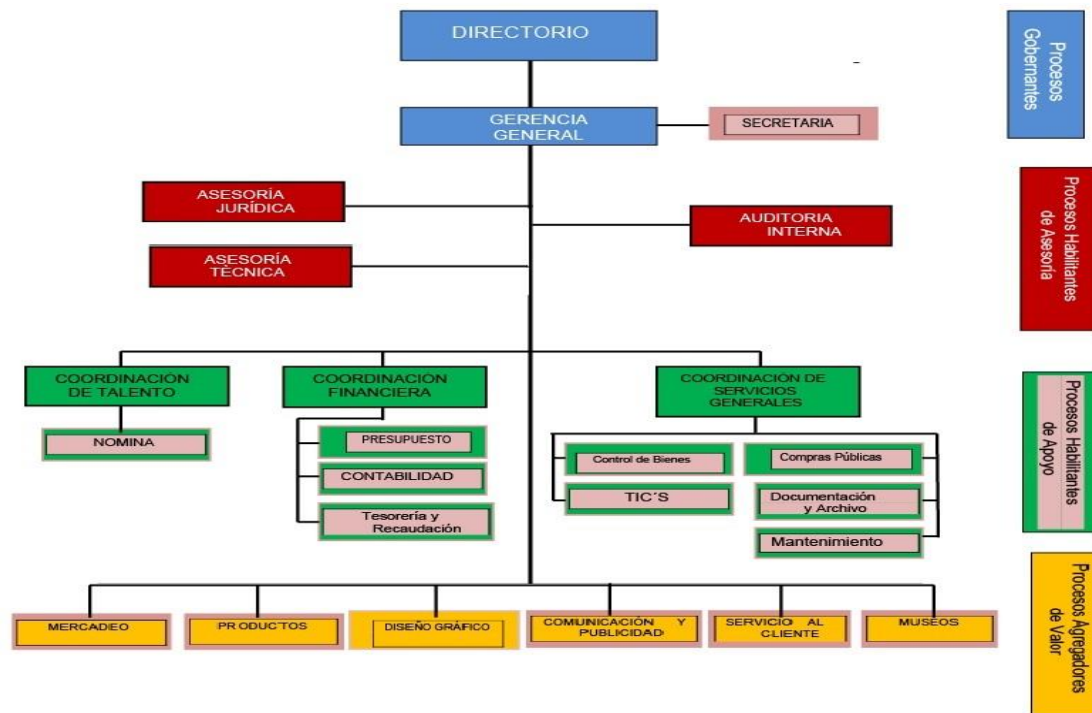 DIRECTORIO
Procesos
Gobernantes
GERENCIA
GENERAL
SECRETARIA
ASESORÍA
JURÍDICA
AUDITORIA
INTERNA
ASESORÍA
TÈCNICA
Procesos Habilitantes
de Asesoría
COORDINACIÓN
DE TALENTO
NOMINA
COORDINACIÓN
FINANCIERA
PRESUPUESTO
CONTABILIDAD
Tesorería y
Recaudación
COORDINACIÓN DE
SERVICIOS
GENERALES
Control de Bienes
TIC´S
Compras Públicas
Documentación
y Archivo
Mantenimiento
Procesos Habilitantes
de Apoyo
MERCADEO
PRODUCTOS
DISEÑO GRÁFICO
COMUNICACIÓN Y
PUBLICIDAD
SERVICIO AL
CLIENTE
MUSEOS
Procesos Agregadores
de Valor